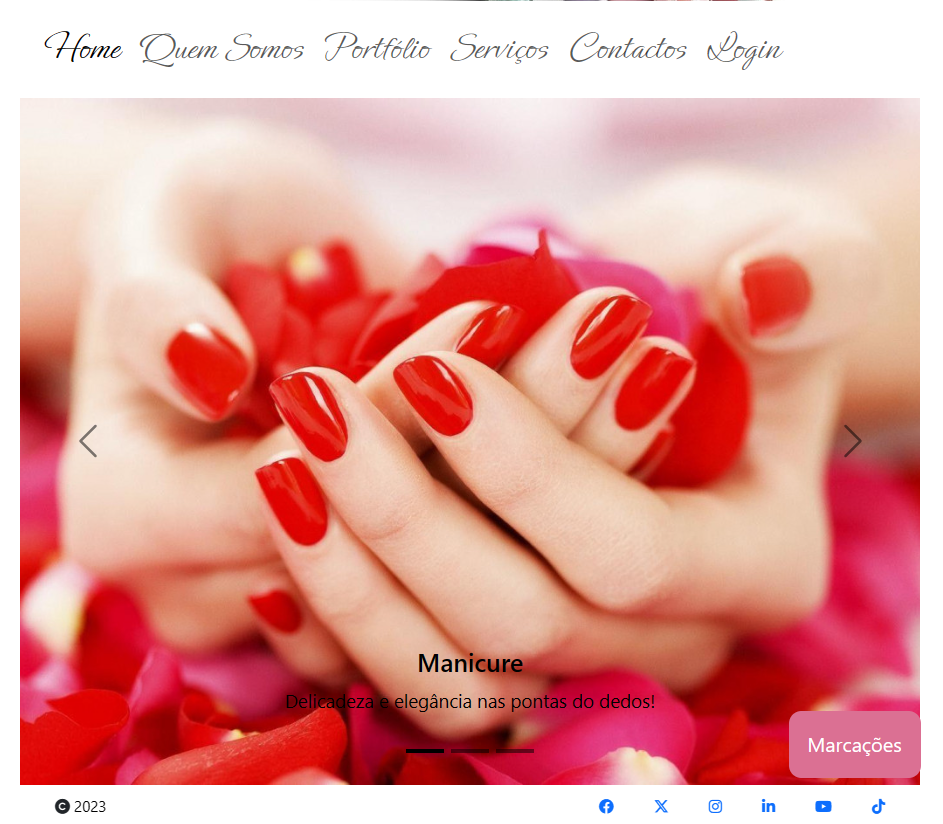 Home Quem Somos Portfólio Serviços Contactos Login
Manicure
Delicadeza e elegância nas pontas do dedos!
Marcações
© 2023